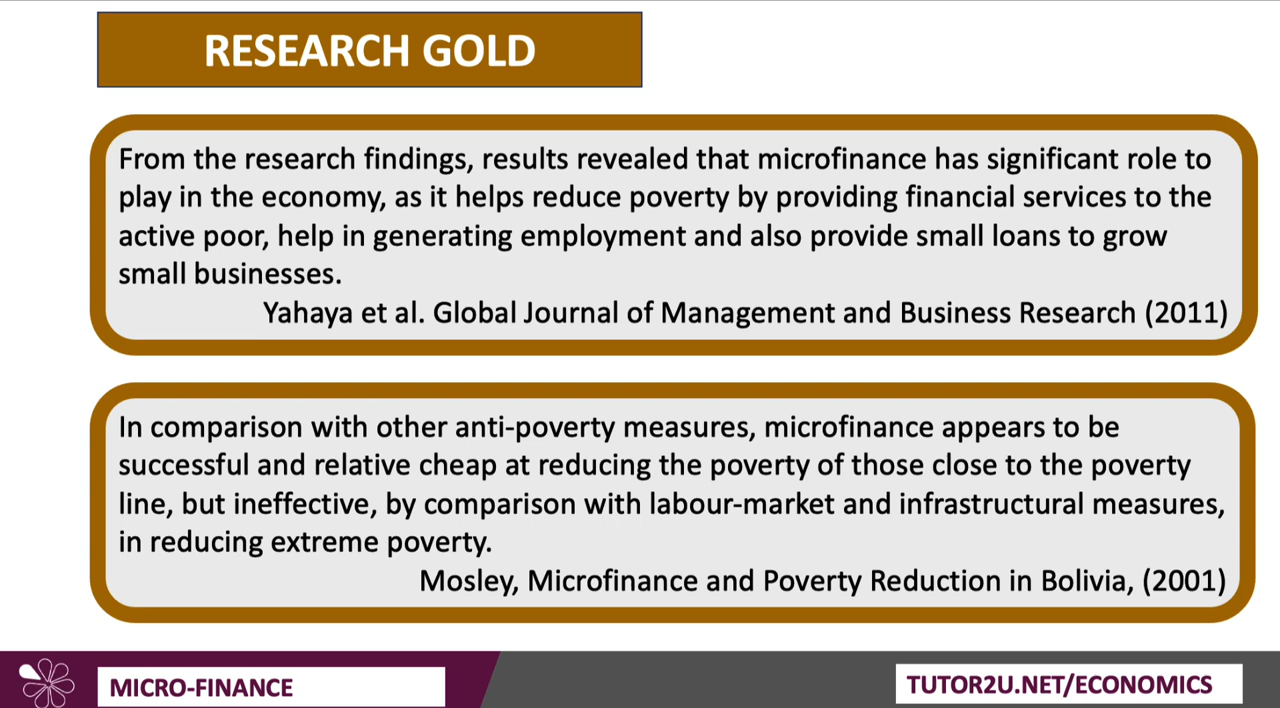 RESEARCH GOLD
From the research findings, results revealed that microfinance has significant role to
play in the economy, as it helps reduce poverty by providing financial services to the
active poor, help in generating employment and also provide small loans to grow
small businesses.
Yahaya et al. Global Journal of Management and Business Research (2011)
In comparison with other anti-poverty measures, microfinance appears to be
successful and relative cheap at reducing the poverty of those close to the poverty
line, but ineffective, by comparison with labour-market and infrastructural measures,
in reducing extreme poverty.
Mosley, Microfinance and Poverty Reduction in Bolivia, (2001)
MICRO-FINANCE
TUTOR2U.NET/ECONOMICS